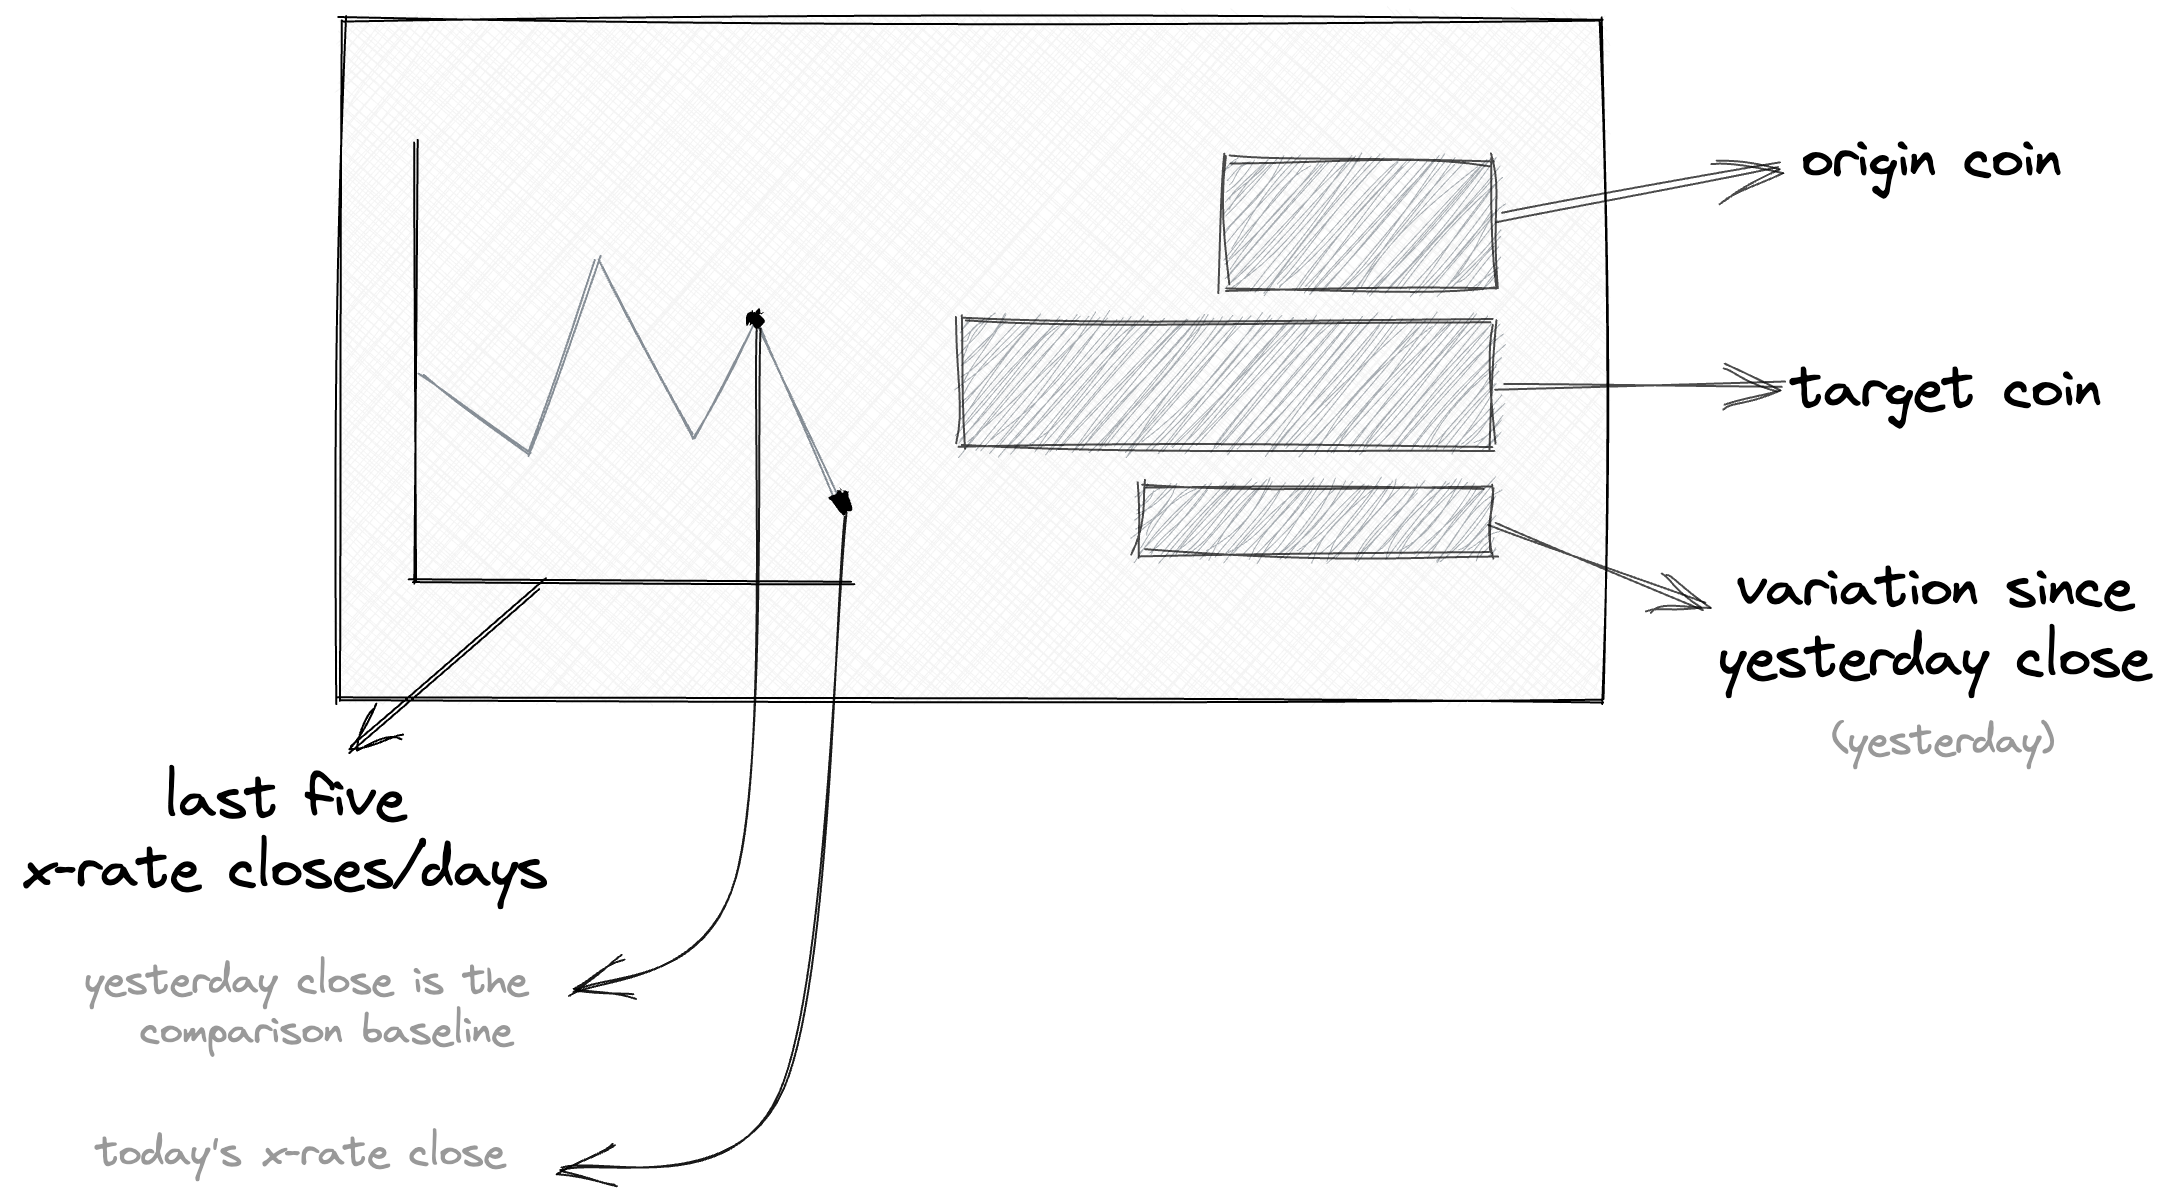 origin coin
target coin
variation since
yesterday close
(yesterday)
last five
x-rate closes/days
yesterday close is the
comparison baseline
today's x-rate close